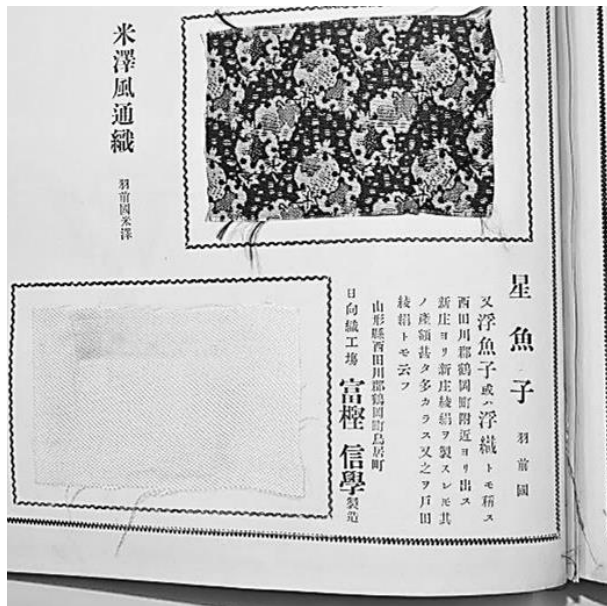 米澤風通織 羽前國米澤
星魚子 羽前國
又浮魚子或ハ浮織トモ稱ス
西田川郡鶴岡町附近ヨリ出ス
新庄ヨリ新庄綾絹ヲ製スレモ其
ノ產額甚タ多カラス又之ヲ戸田
綾絹トモ云フ
山形縣西田川郡鶴岡町鳥居町
日向織工塲 富樫信學 製造